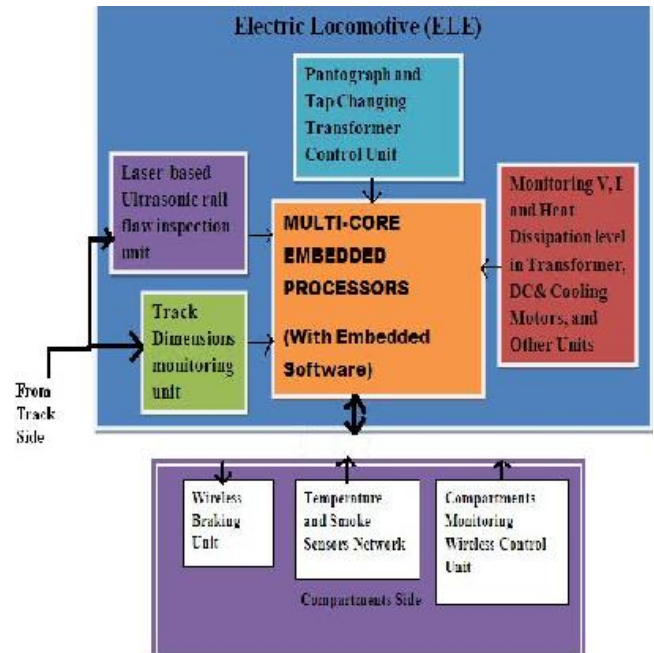 Electric Locomotive (ELE)
Pantograph and
Tap Changing
Transformer
Control Unit
Laser-based
Ultrasonic rail
flaw inspection
unit
MULTI-CORE
EMBEDDED
PROCESSORS
(With Embedded
Software)
Monitoring V, I
and Heat
Dissipation level
in Transformer,
DC& Cooling
Motors, and
Other Units
Track
Dimensions
monitoring
unit
From
Track
Side
Wireless
Braking
Unit
Temperature
and Smoke
Sensors Network
Compartments
Monitoring
Wireless Control
Unit
Compartments Side